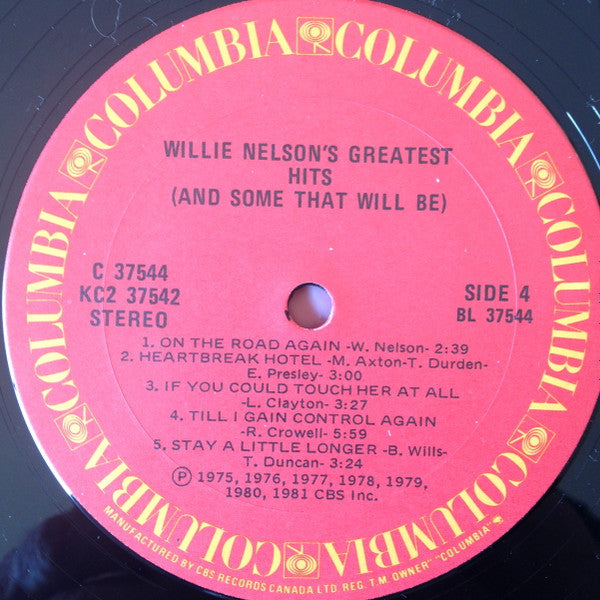 COLUMBIA COLUMBIA COLUMBIA COLUMBIA COLUMBIA COLUMBIA
WILLIE NELSON'S GREATEST
HITS
(AND SOME THAT WILL BE)
C 37544
KC2 37542
STEREO
SIDE 4
BL 37544
1. ON THE ROAD AGAIN -W. Nelson- 2:39
2. HEARTBREAK HOTEL -M. Axton-T. Durden-
E. Presley- 3:00
3. IF YOU COULD TOUCH HER AT ALL
-L. Clayton- 3:27
4. TILL I GAIN CONTROL AGAIN
-R. Crowell- 5:59
5. STAY A LITTLE LONGER -B. Wills-
T. Duncan- 3:24
Ⓟ 1975, 1976, 1977, 1978, 1979,
1980, 1981 CBS Inc.
MANUFACTURED BY CBS RECORDS CANADA LTD. REG. T.M. OWNER "COLUMBIA"